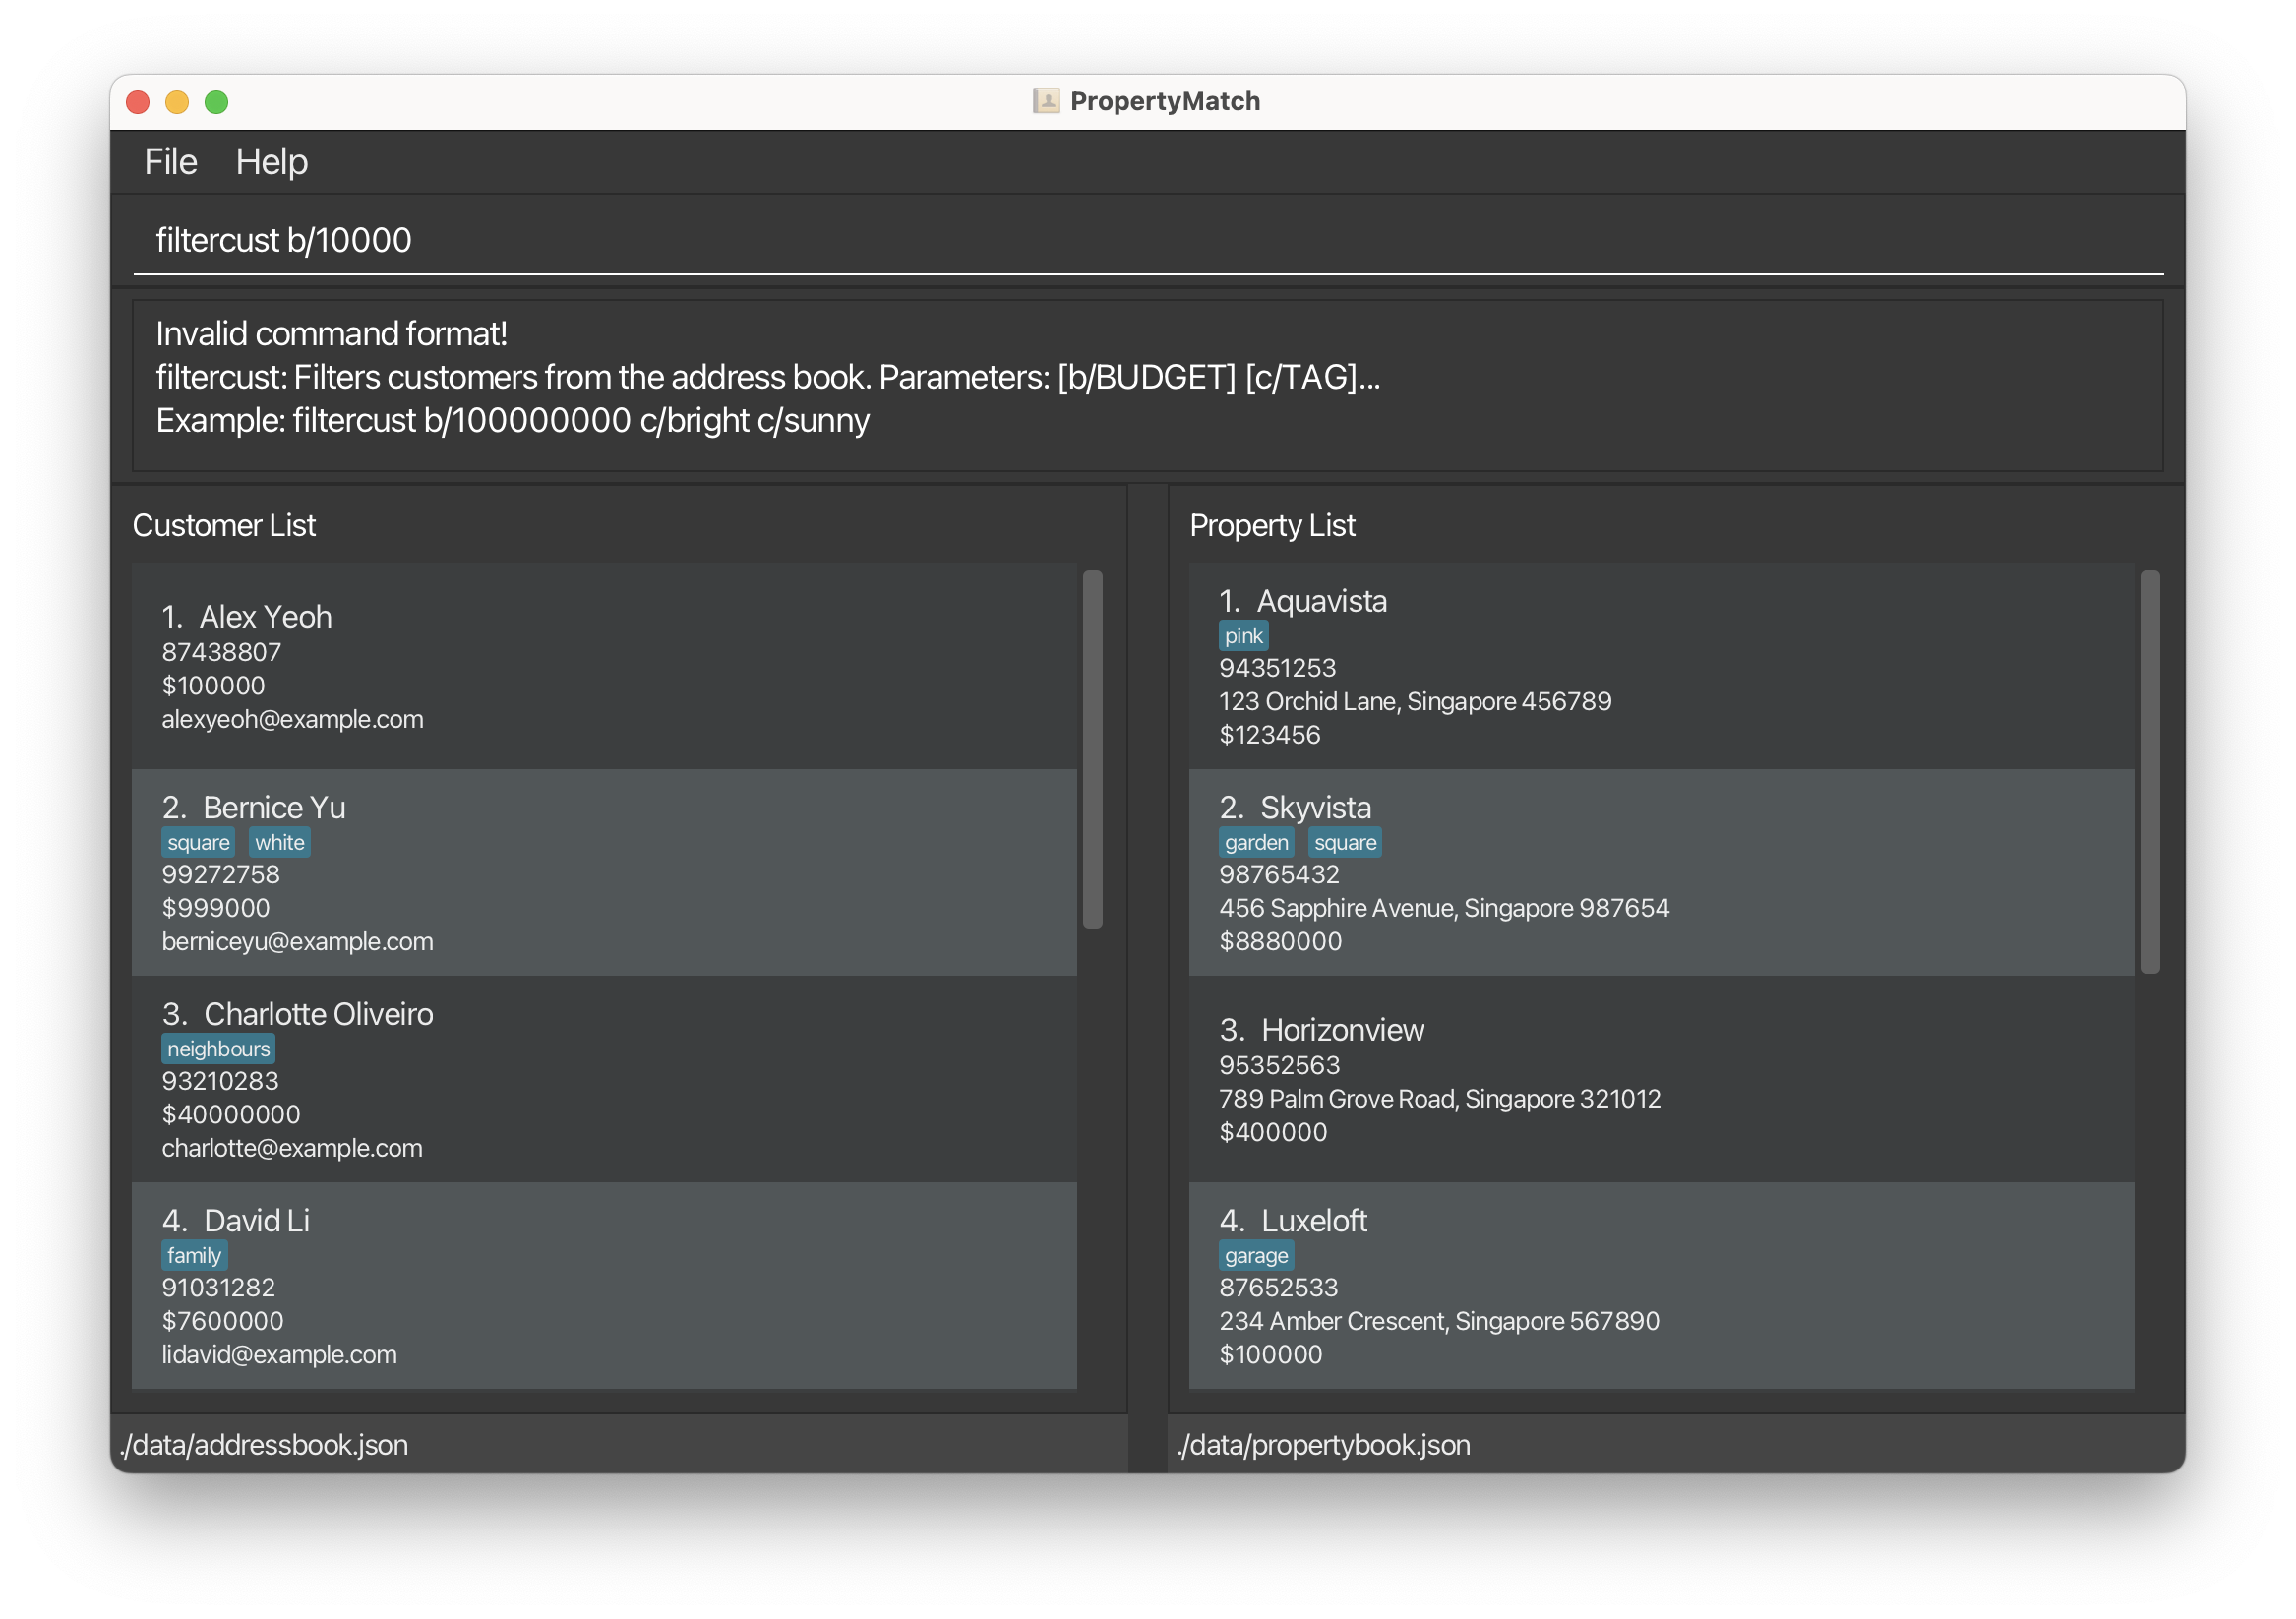 PropertyMatch
File Help
filtercust b/10000
Invalid command format!
filtercust: Filters customers from the address book. Parameters: [b/BUDGET] [c/TAG]...
Example: filtercust b/100000000 c/bright c/sunny
Customer List
1. Alex Yeoh
87438807
$100000
alexyeoh@example.com
2. Bernice Yu
square white
99272758
$999000
berniceyu@example.com
3. Charlotte Oliveiro
neighbours
93210283
$40000000
charlotte@example.com
4. David Li
family
91031282
$7600000
lidavid@example.com
./data/addressbook.json
Property List
1. Aquavista
pink
94351253
123 Orchid Lane, Singapore 456789
$123456
2. Skyvista
garden square
98765432
456 Sapphire Avenue, Singapore 987654
$8880000
3. Horizonview
95352563
789 Palm Grove Road, Singapore 321012
$400000
4. Luxeloft
garage
87652533
234 Amber Crescent, Singapore 567890
$100000
./data/propertybook.json